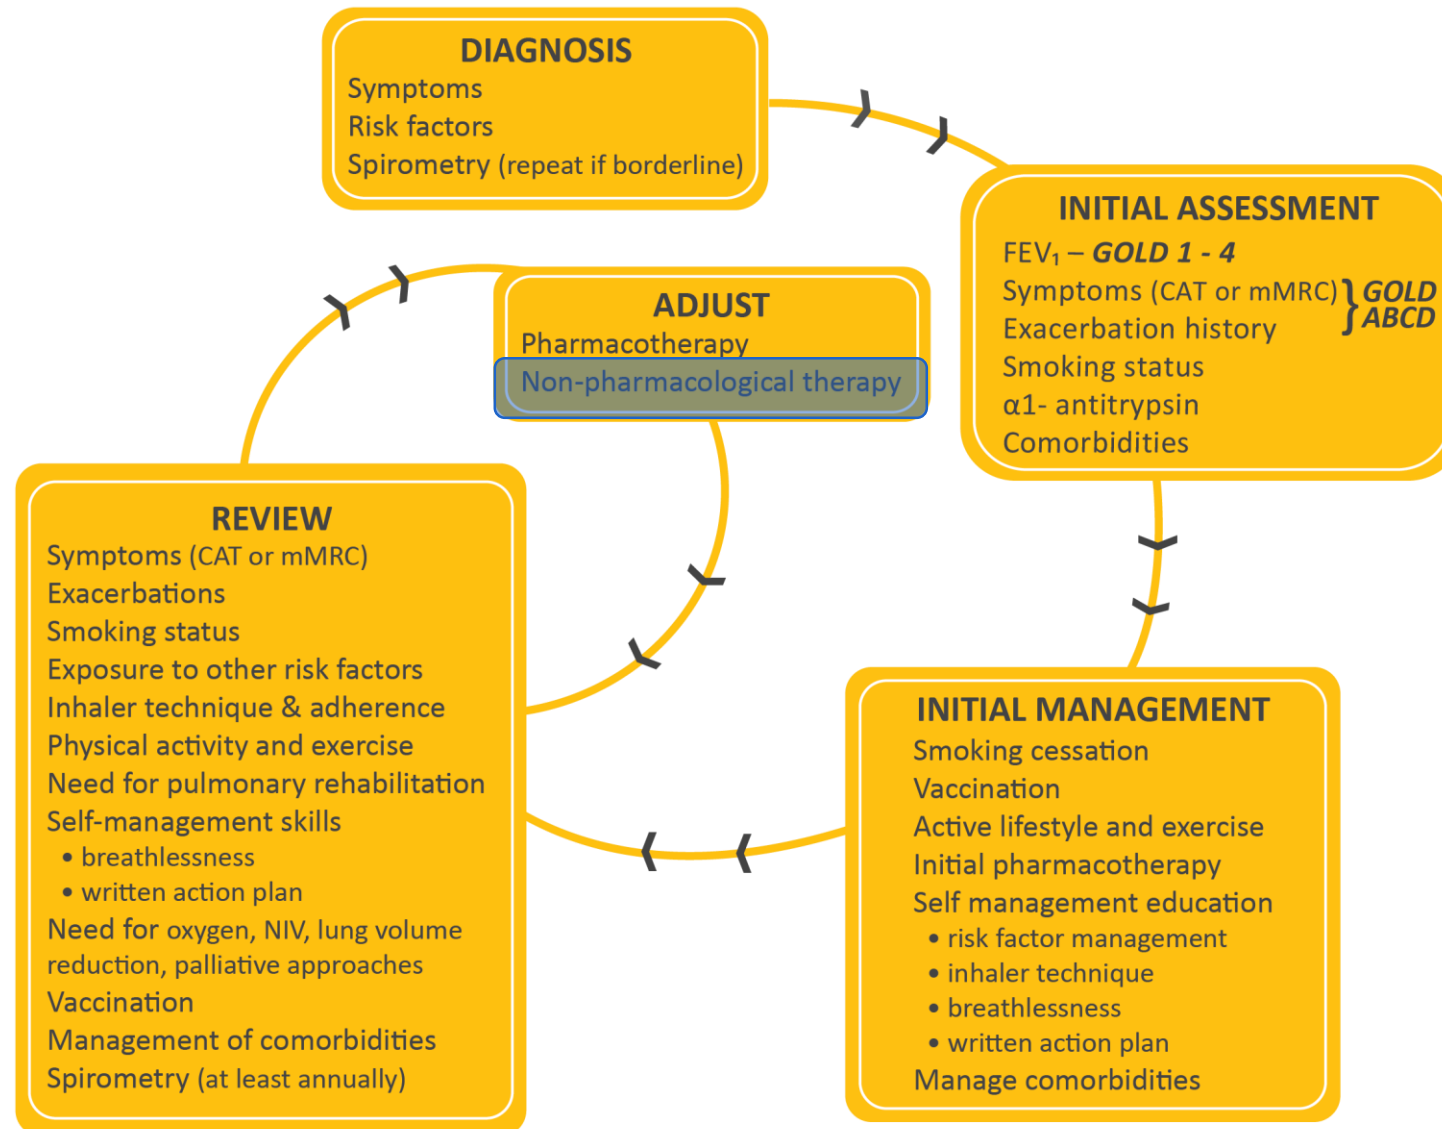 DIAGNOSIS
Symptoms
Risk factors
Spirometry (repeat if borderline)
INITIAL ASSESSMENT
FEV₁ – GOLD 1 - 4
Symptoms (CAT or mMRC) } GOLD
Exacerbation history ABCD
Smoking status
α1- antitrypsin
Comorbidities
ADJUST
Pharmacotherapy
Non-pharmacological therapy
REVIEW
Symptoms (CAT or mMRC)
Exacerbations
Smoking status
Exposure to other risk factors
Inhaler technique & adherence
Physical activity and exercise
Need for pulmonary rehabilitation
Self-management skills
• breathlessness
• written action plan
Need for oxygen, NIV, lung volume
reduction, palliative approaches
Vaccination
Management of comorbidities
Spirometry (at least annually)
INITIAL MANAGEMENT
Smoking cessation
Vaccination
Active lifestyle and exercise
Initial pharmacotherapy
Self management education
• risk factor management
• inhaler technique
• breathlessness
• written action plan
Manage comorbidities